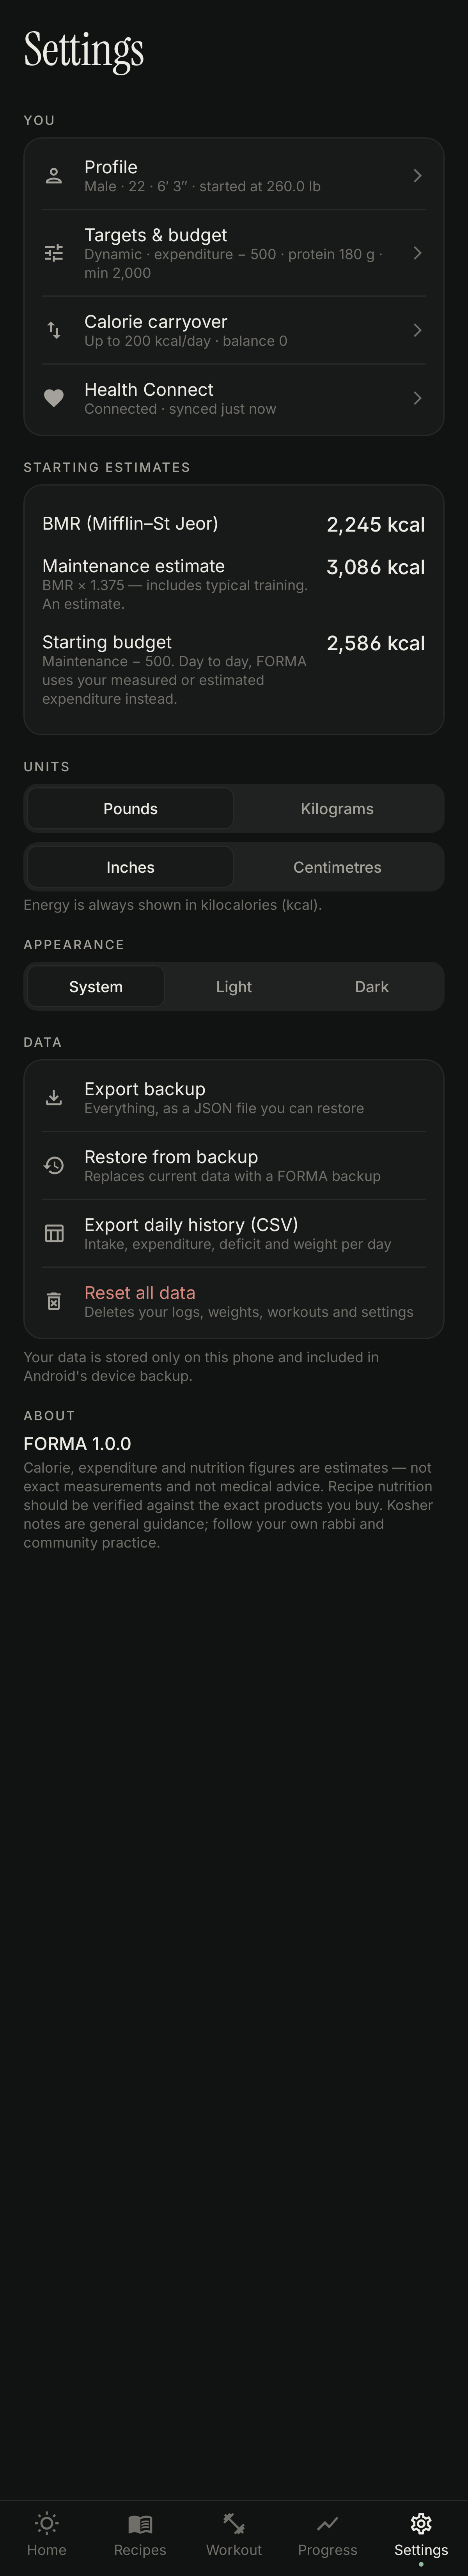 Settings
YOU
Profile
Male · 22 · 6′ 3″ · started at 260.0 lb
Targets & budget
Dynamic · expenditure − 500 · protein 180 g ·
min 2,000
Calorie carryover
Up to 200 kcal/day · balance 0
Health Connect
Connected · synced just now
STARTING ESTIMATES
BMR (Mifflin–St Jeor) 2,245 kcal
Maintenance estimate 3,086 kcal
BMR × 1.375 — includes typical training.
An estimate.
Starting budget 2,586 kcal
Maintenance − 500. Day to day, FORMA
uses your measured or estimated
expenditure instead.
UNITS
Pounds Kilograms
Inches Centimetres
Energy is always shown in kilocalories (kcal).
APPEARANCE
System Light Dark
DATA
Export backup
Everything, as a JSON file you can restore
Restore from backup
Replaces current data with a FORMA backup
Export daily history (CSV)
Intake, expenditure, deficit and weight per day
Reset all data
Deletes your logs, weights, workouts and settings
Your data is stored only on this phone and included in
Android's device backup.
ABOUT
FORMA 1.0.0
Calorie, expenditure and nutrition figures are estimates — not
exact measurements and not medical advice. Recipe nutrition
should be verified against the exact products you buy. Kosher
notes are general guidance; follow your own rabbi and
community practice.
Home Recipes Workout Progress Settings